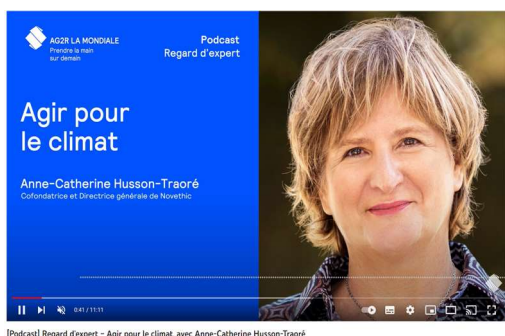 AG2R LA MONDIALE
Prendre la main
sur demain
Podcast
Regard d'expert
Agir pour
le climat
Anne-Catherine Husson-Traoré
Cofondatrice et Directrice générale de Novethic
0:41 / 11:11
[Podcast] Regard d'expert – Agir pour le climat, avec Anne-Catherine Husson-Traoré